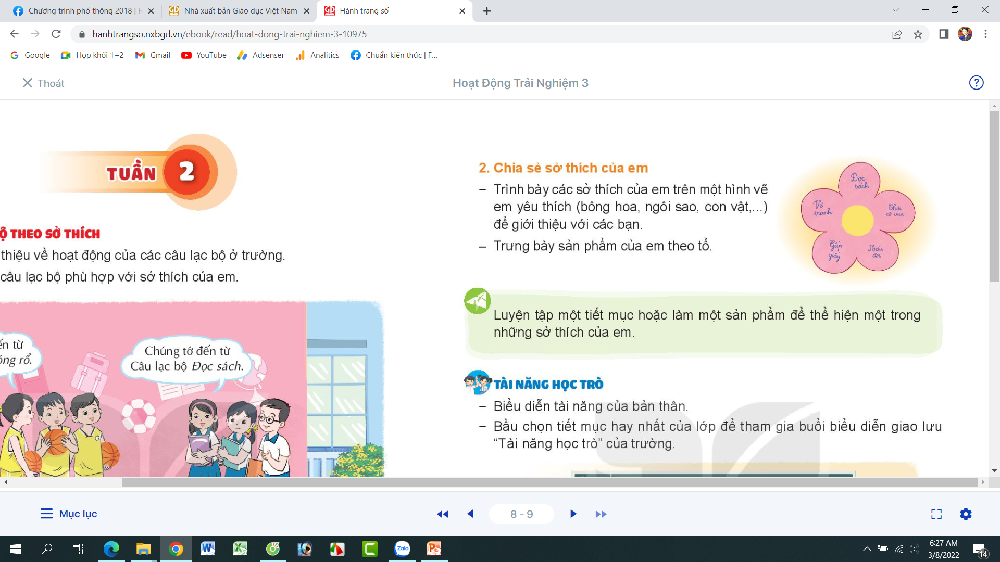 Chương trình phổ thông 2018 | F
Nhà xuất bản Giáo dục Việt Nam
Hành trang số
hanhtrangso.nxbgd.vn/ebook/read/hoat-dong-trai-nghiem-3-10975
Google
Họp khối 1+2
Gmail
YouTube
Adsenser
Analitics
Chuẩn kiến thức | F...
Thoát
Hoạt Động Trải Nghiệm 3
?
TUẦN 2
Ộ THEO SỞ THÍCH
thiệu về hoạt động của các câu lạc bộ ở trường.
câu lạc bộ phù hợp với sở thích của em.
ến từ
óng rổ.
Chúng tớ đến từ
Câu lạc bộ Đọc sách.
2. Chia sẻ sở thích của em
– Trình bày các sở thích của em trên một hình vẽ
em yêu thích (bông hoa, ngôi sao, con vật,...)
để giới thiệu với các bạn.
– Trưng bày sản phẩm của em theo tổ.
Đọc
sách
Vẽ
tranh
Chơi
cờ vua
Gấp
giấy
Nấu
ăn
Luyện tập một tiết mục hoặc làm một sản phẩm để thể hiện một trong
những sở thích của em.
TÀI NĂNG HỌC TRÒ
– Biểu diễn tài năng của bản thân.
– Bầu chọn tiết mục hay nhất của lớp để tham gia buổi biểu diễn giao lưu
“Tài năng học trò” của trường.
Mục lục
8 - 9
Zalo
6:27 AM
3/8/2022
14